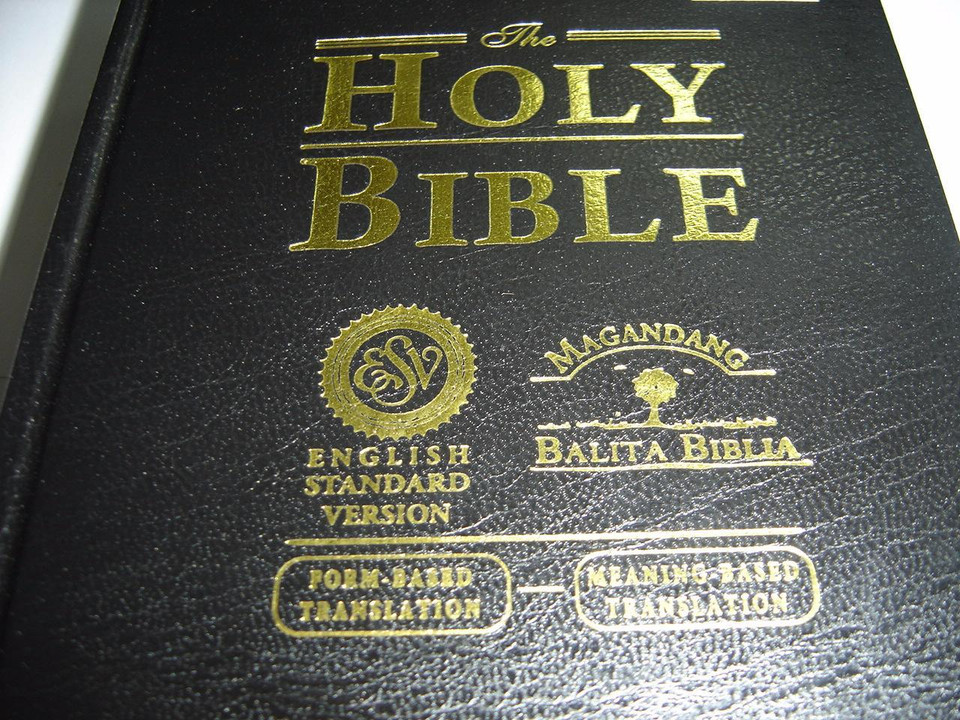 The
HOLY
BIBLE
ESV
ENGLISH
STANDARD
VERSION
MAGANDANG
BALITA BIBLIA
FORM-BASED
TRANSLATION
MEANING-BASED
TRANSLATION